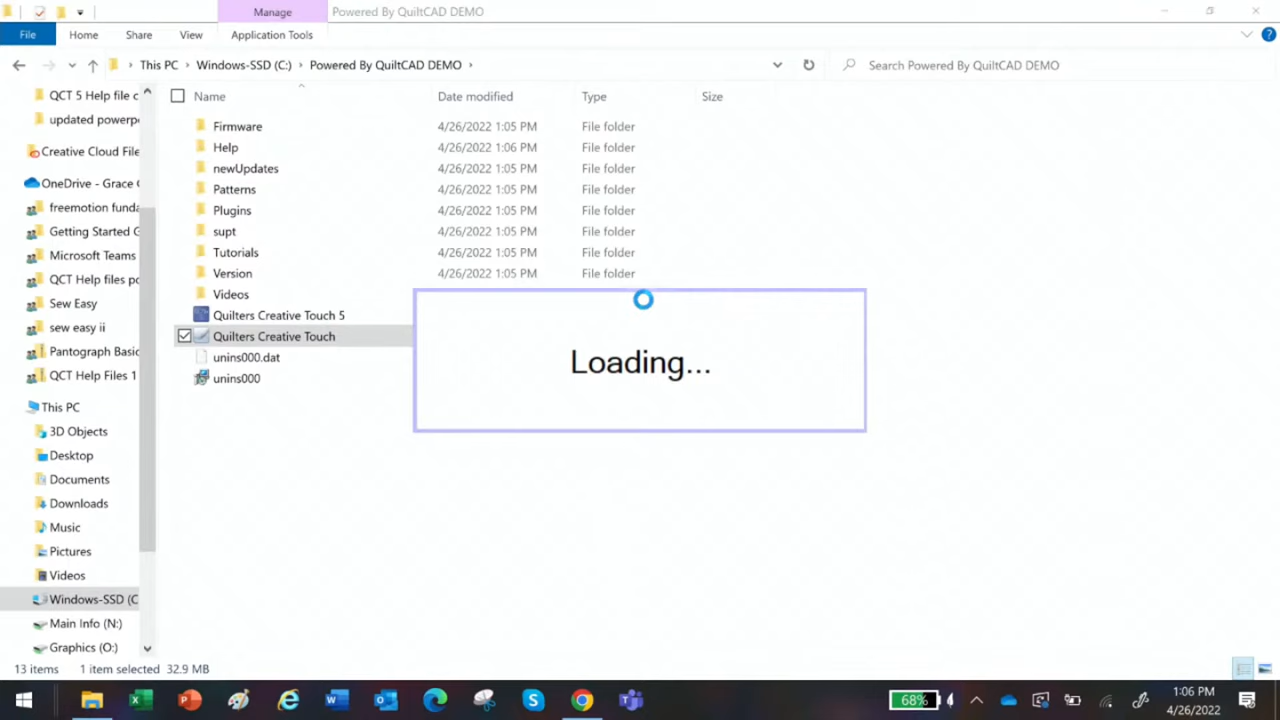 Manage
Powered By QuiltCAD DEMO
File
Home
Share
View
Application Tools
This PC
Windows-SSD (C:)
Powered By QuiltCAD DEMO
Search Powered By QuiltCAD DEMO
Name
Date modified
Type
Size
QCT 5 Help file c
updated powerp
Creative Cloud File
OneDrive - Grace C
freemotion funda
Getting Started G
Microsoft Teams
QCT Help files po
Sew Easy
sew easy ii
Pantograph Basic
QCT Help Files 1
This PC
3D Objects
Desktop
Documents
Downloads
Music
Pictures
Videos
Windows-SSD (C
Main Info (N:)
Graphics (O:)
Firmware 4/26/2022 1:05 PM File folder
Help 4/26/2022 1:06 PM File folder
newUpdates 4/26/2022 1:05 PM File folder
Patterns 4/26/2022 1:05 PM File folder
Plugins 4/26/2022 1:05 PM File folder
supt 4/26/2022 1:05 PM File folder
Tutorials 4/26/2022 1:05 PM File folder
Version 4/26/2022 1:05 PM File folder
Videos
Quilters Creative Touch 5
Quilters Creative Touch
unins000.dat
unins000
Loading...
13 items 1 item selected 32.9 MB
68%
1:06 PM
4/26/2022